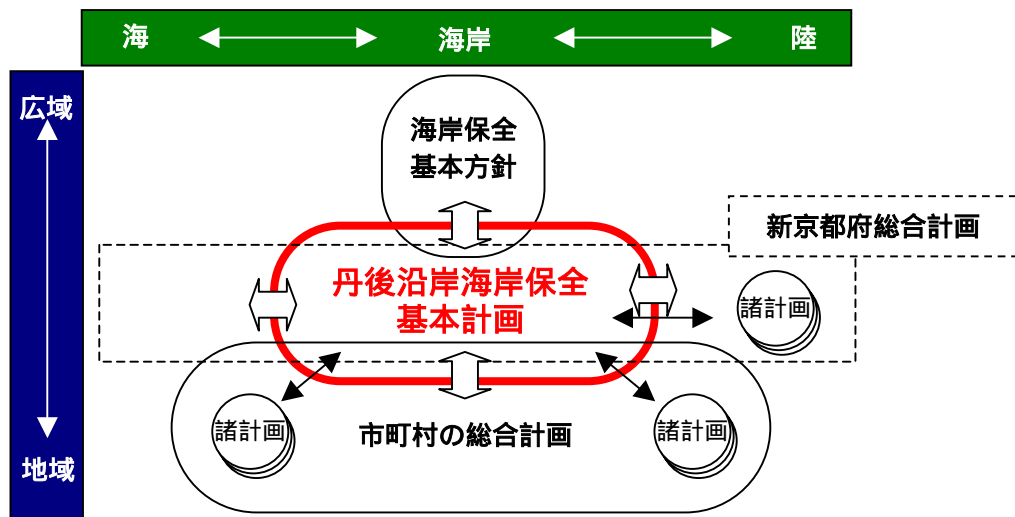 海
海岸
陸
広域
海岸保全
基本方針
新京都府総合計画
丹後沿岸海岸保全
基本計画
諸計画
諸計画
市町村の総合計画
諸計画
地域